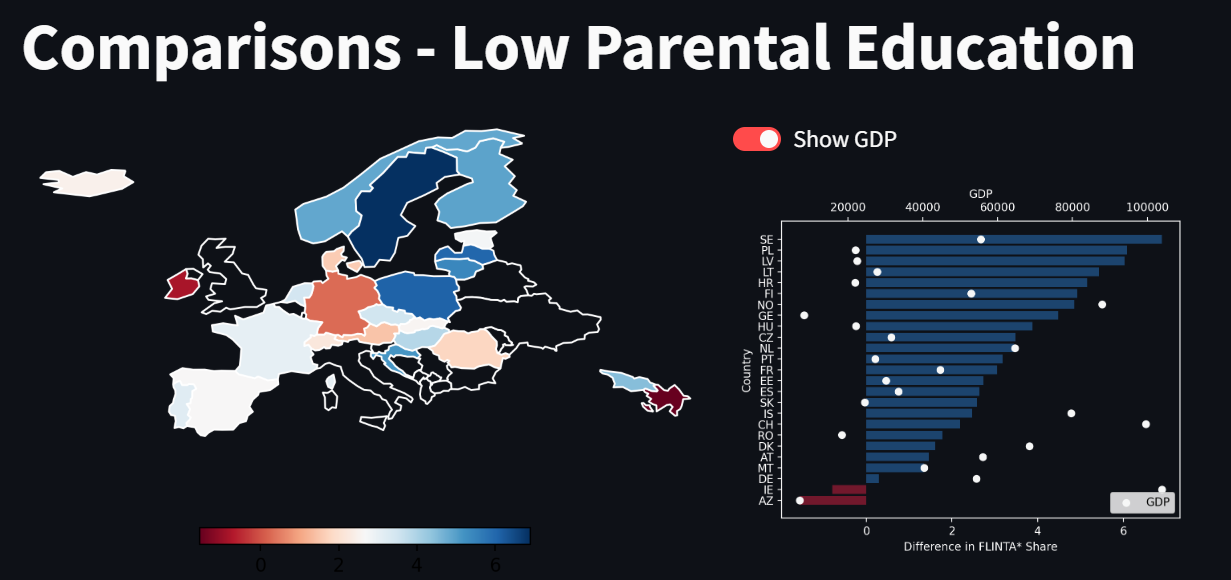 Comparisons - Low Parental Education
Show GDP
GDP
20000 40000 60000 80000 100000
SE
PL
LV
LT
HR
FI
NO
GE
HU
CZ
NL
PT
FR
EE
ES
SK
IS
CH
RO
DK
AT
MT
DE
IE
AZ
Country
GDP
0 2 4 6
Difference in FLINTA* Share
0 2 4 6